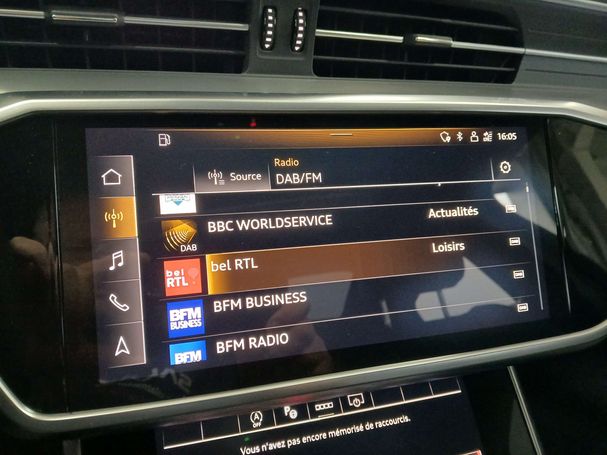 16:05
Source
Radio
DAB/FM
DAB
BBC WORLDSERVICE
Actualités
bel RTL
bel RTL
Loisirs
BFM BUSINESS
BFM BUSINESS
BFM
BFM RADIO
OFF
Vous n'avez pas encore mémorisé de raccourcis.